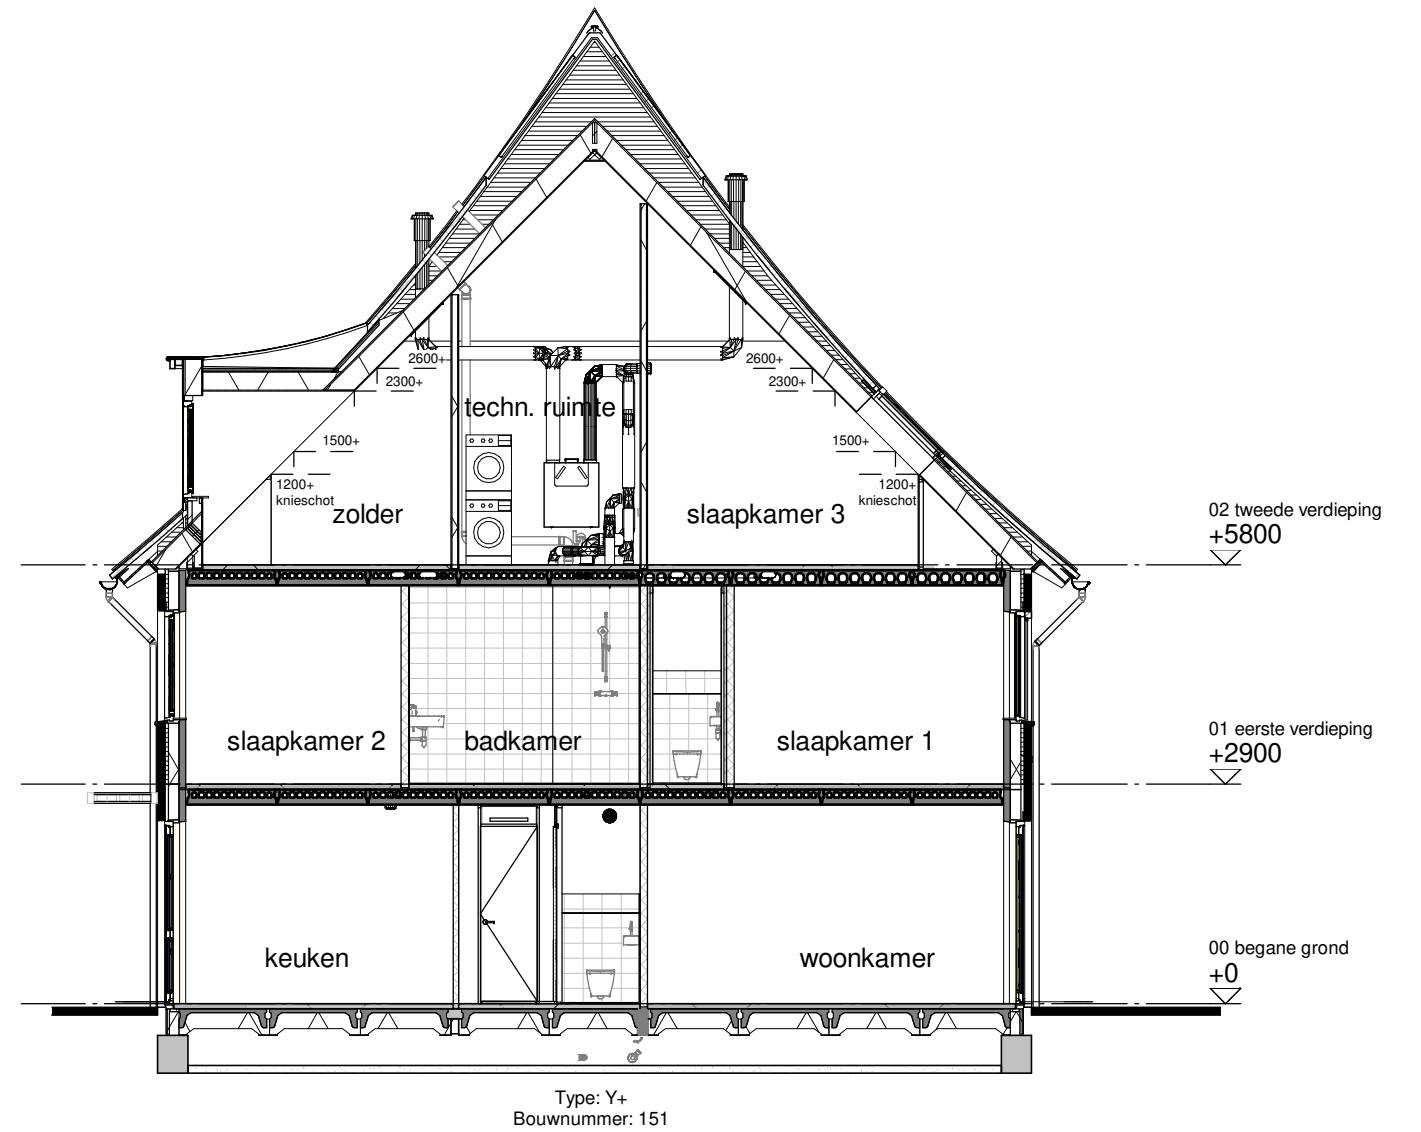 2600+
2600+
2300+
2300+
techn. ruimte
1500+
1500+
1200+
knieschot
1200+
knieschot
zolder
slaapkamer 3
02 tweede verdieping
+5800
slaapkamer 2
badkamer
slaapkamer 1
01 eerste verdieping
+2900
keuken
woonkamer
00 begane grond
+0
Type: Y+
Bouwnummer: 151